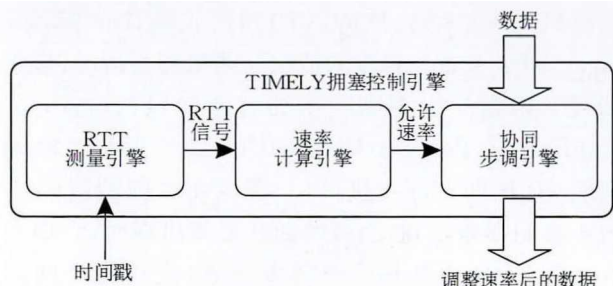 数据
TIMELY拥塞控制引擎
RTT
测量引擎
RTT
信号
速率
计算引擎
允许
速率
协同
步调引擎
时间戳
调整速率后的数据